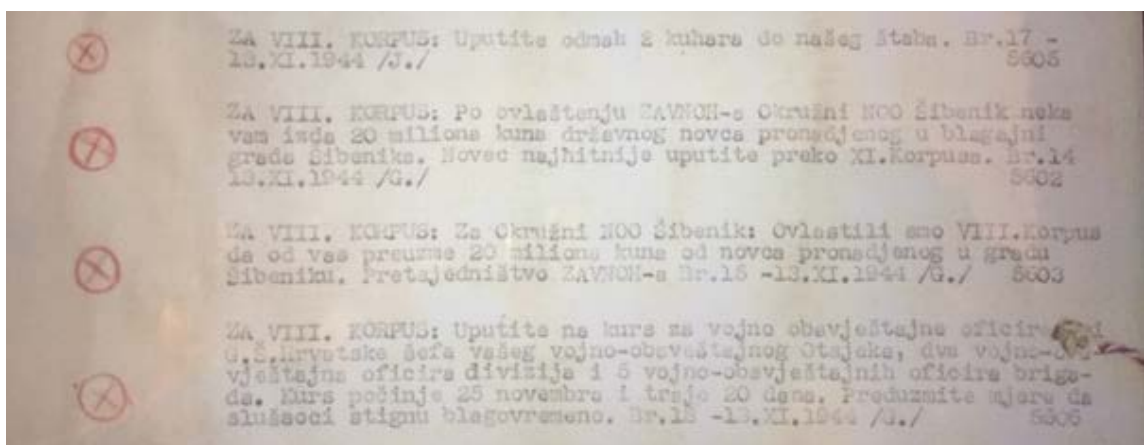 ZA VIII. KORPUS: Uputite odmah 2 kuhara do našeg štaba. Br.17 -
13.XI.1944 /J./ 5605
ZA VIII. KORPUS: Po ovlaštenju ZAVNOH-a Okružni NOO Šibenik neka
vam izda 20 miliona kuna državnog novca pronadjenog u blagajni
grada Šibenika. Novac najhitnije uputite preko XI.Korpusa. Br.14
13.XI.1944 /G./ 5602
ZA VIII. KORPUS: Za Okružni NOO Šibenik: Ovlastili smo VIII.Korpus
da od vas preuzme 20 miliona kuna od novca pronadjenog u gradu
Šibeniku. Pretsjedništvo ZAVNOH-a Br.15 -13.XI.1944 /G./ 5603
ZA VIII. KORPUS: Uputite na kurs za vojno obavještajne oficire
G.Š.Hrvatske šefa vašeg vojno-obavještajnog Otsjeka, dva
vještajna oficira divizija i 5 vojno-obavještajnih oficira briga-
da. Kurs počinje 25 novembra i traje 20 dana. Preduzmite mjere da
slušaoci stignu blagovremeno. Br.18 -13.XI.1944 /J./ 5606